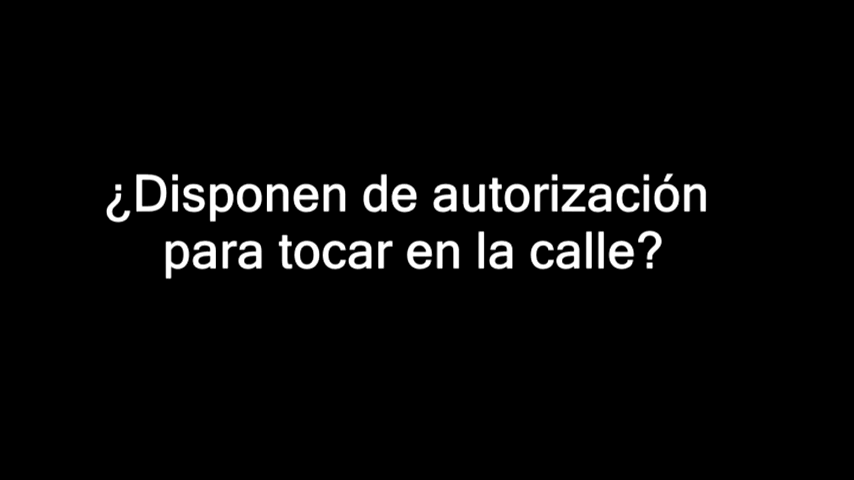 ¿Disponen de autorización
para tocar en la calle?